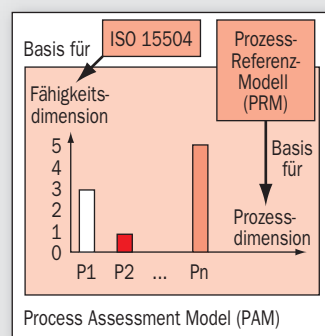 Basis für
ISO 15504
Prozess-
Referenz-
Modell
(PRM)
Fähigkeits-
dimension
Basis
für
5
4
3
2
1
0
Prozess-
dimension
P1 P2 ... Pn
Process Assessment Model (PAM)